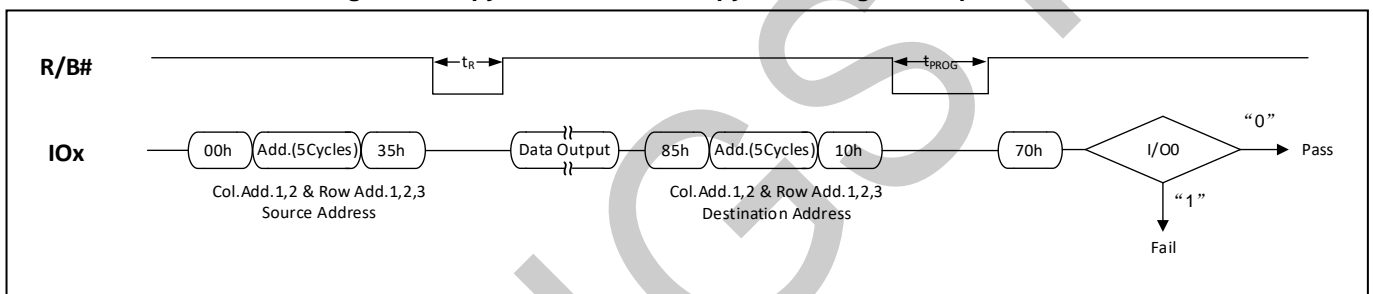 R/B#
tR
tPROG
IOx
00h
Add.(5Cycles)
35h
Data Output
85h
Add.(5Cycles)
10h
70h
I/O0
“0”
Pass
Col.Add.1,2 & Row Add.1,2,3
Source Address
Col.Add.1,2 & Row Add.1,2,3
Destination Address
“1”
Fail